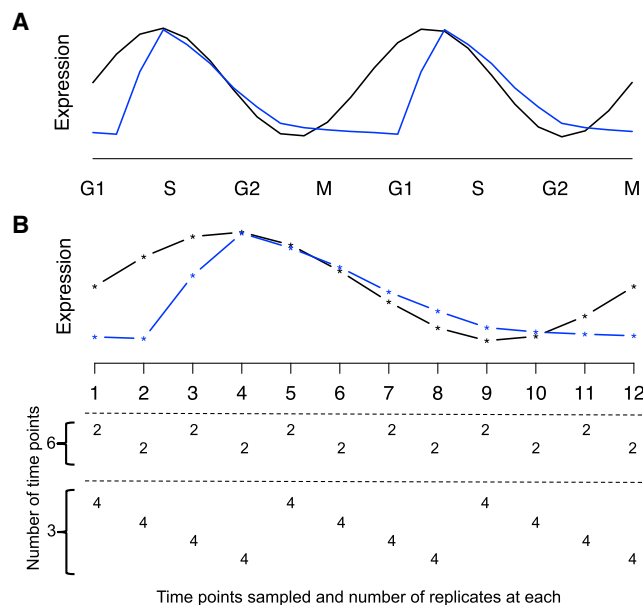 A
Expression
G1 S G2 M G1 S G2 M
B
Expression
1 2 3 4 5 6 7 8 9 10 11 12
Number of time points
6
2 2 2 2 2 2
2 2 2 2 2 2
3
4 4 4
4 4 4
4 4 4
4 4 4
Time points sampled and number of replicates at each